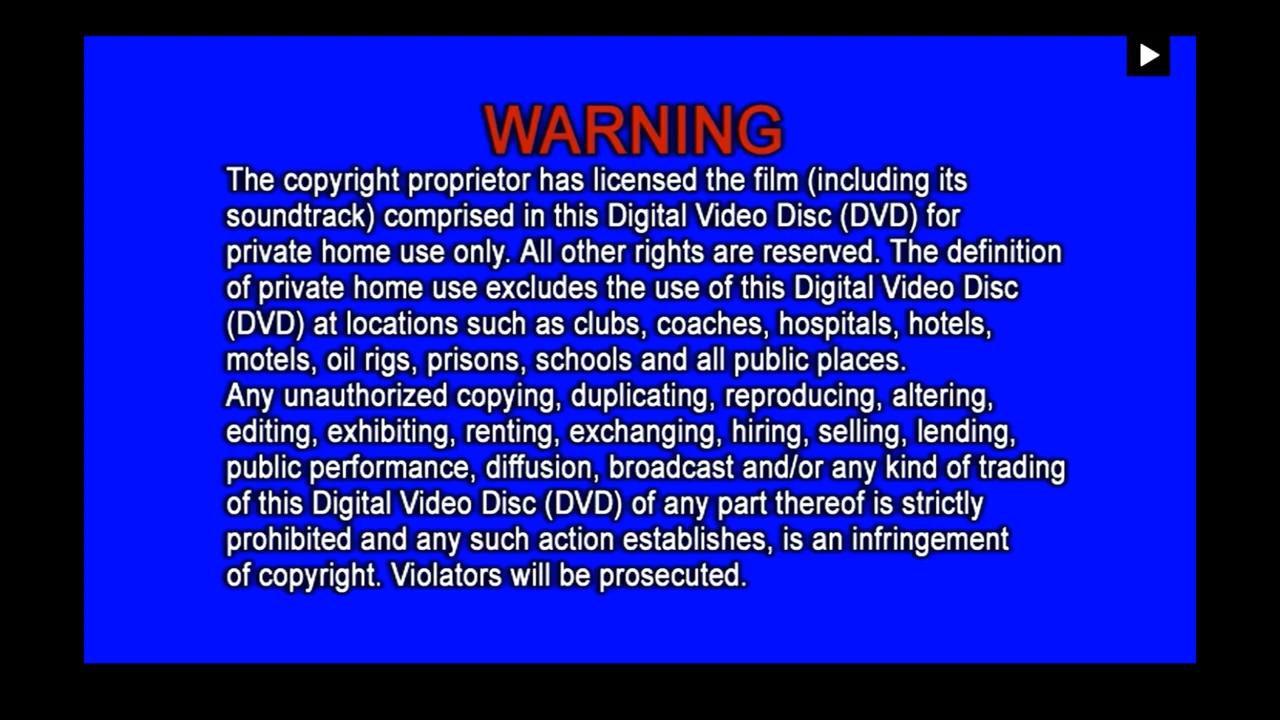 WARNING
The copyright proprietor has licensed the film (including its
soundtrack) comprised in this Digital Video Disc (DVD) for
private home use only. All other rights are reserved. The definition
of private home use excludes the use of this Digital Video Disc
(DVD) at locations such as clubs, coaches, hospitals, hotels,
motels, oil rigs, prisons, schools and all public places.
Any unauthorized copying, duplicating, reproducing, altering,
editing, exhibiting, renting, exchanging, hiring, selling, lending,
public performance, diffusion, broadcast and/or any kind of trading
of this Digital Video Disc (DVD) of any part thereof is strictly
prohibited and any such action establishes, is an infringement
of copyright. Violators will be prosecuted.